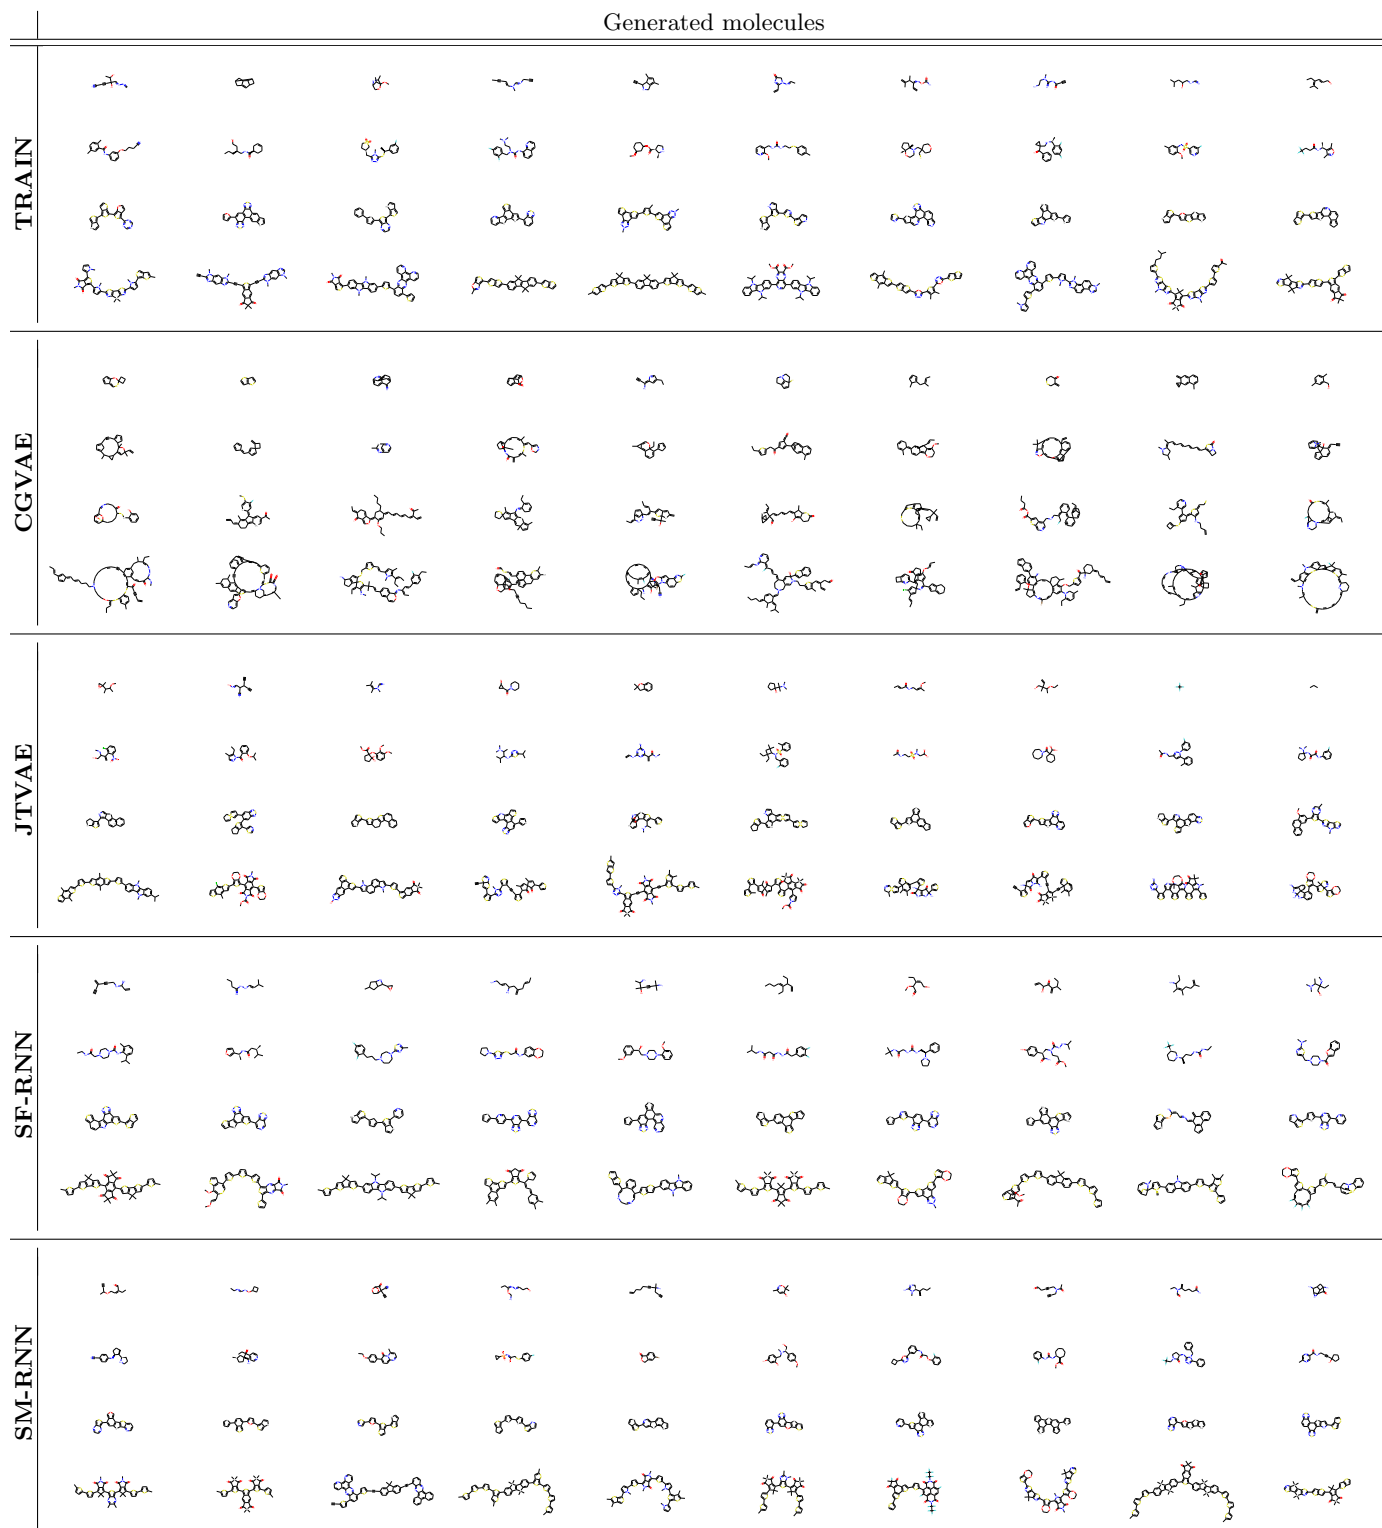 Generated molecules
TRAIN
CGVAE
JTVAE
SF-RNN
SM-RNN